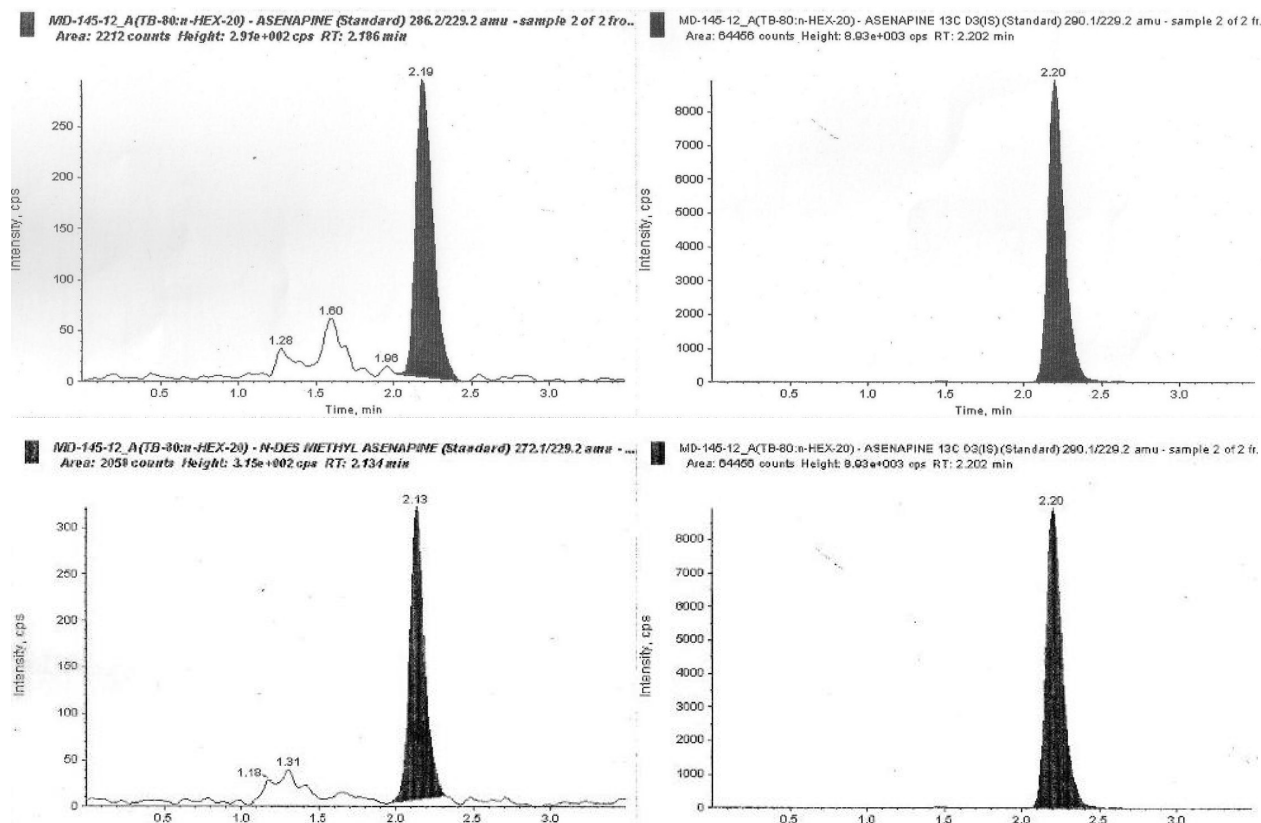 MD-145-12_A(TB-80:n-HEX-20) - ASENAPINE (Standard) 286.2/229.2 amu - sample 2 of 2 fro..
Area: 2212 counts Height: 2.91e+002 cps RT: 2.186 min
2.19
250
200
150
100
50
0
Intensity, cps
1.28
1.60
1.96
0.5 1.0 1.5 2.0 2.5 3.0
Time, min
MD-145-12_A(TB-80:n-HEX-20) - ASENAPINE 13C D3(IS) (Standard) 290.1/229.2 amu - sample 2 of 2 fr.
Area: 64456 counts Height: 8.93e+003 cps RT: 2.202 min
2.20
8000
7000
6000
5000
4000
3000
2000
1000
0
Intensity, cps
0.5 1.0 1.5 2.0 2.5 3.0
Time, min
MD-145-12_A(TB-80:n-HEX-20) - N-DES METHYL ASENAPINE (Standard) 272.1/229.2 amu - ...
Area: 2058 counts Height: 3.15e+002 cps RT: 2.134 min
2.13
300
250
200
150
100
50
0
Intensity, cps
1.18
1.31
0.5 1.0 1.5 2.0 2.5 3.0
MD-145-12_A(TB-80:n-HEX-20) - ASENAPINE 13C D3(IS) (Standard) 290.1/229.2 amu - sample 2 of 2 fr.
Area: 64456 counts Height: 8.93e+003 cps RT: 2.202 min
2.20
8000
7000
6000
5000
4000
3000
2000
1000
0
Intensity, cps
0.5 1.0 1.5 2.0 2.5 3.0